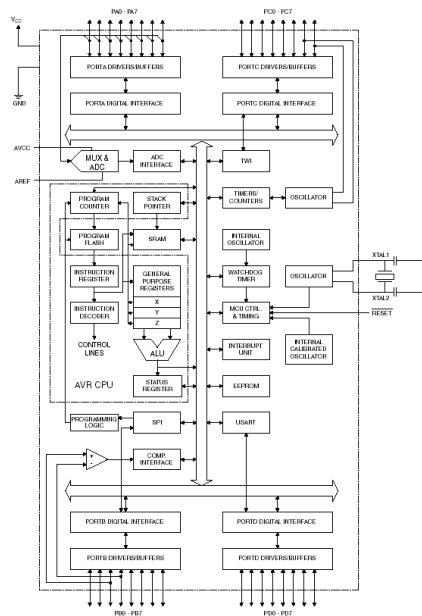 PA0 - PA7
PC0 - PC7
VCC
PORTA DRIVERS/BUFFERS
PORTC DRIVERS/BUFFERS
GND
PORTA DIGITAL INTERFACE
PORTC DIGITAL INTERFACE
AVCC
MUX &
ADC
ADC
INTERFACE
TWI
AREF
PROGRAM
COUNTER
STACK
POINTER
TIMERS/
COUNTERS
OSCILLATOR
PROGRAM
FLASH
SRAM
INTERNAL
OSCILLATOR
XTAL1
INSTRUCTION
REGISTER
GENERAL
PURPOSE
REGISTERS
WATCHDOG
TIMER
OSCILLATOR
X
XTAL2
INSTRUCTION
DECODER
Y
MCU CTRL.
& TIMING
RESET
Z
CONTROL
LINES
ALU
INTERRUPT
UNIT
INTERNAL
CALIBRATED
OSCILLATOR
AVR CPU
STATUS
REGISTER
EEPROM
PROGRAMMING
LOGIC
SPI
USART
+
-
COMP.
INTERFACE
PORTB DIGITAL INTERFACE
PORTD DIGITAL INTERFACE
PORTB DRIVERS/BUFFERS
PORTD DRIVERS/BUFFERS
PB0 - PB7
PD0 - PD7